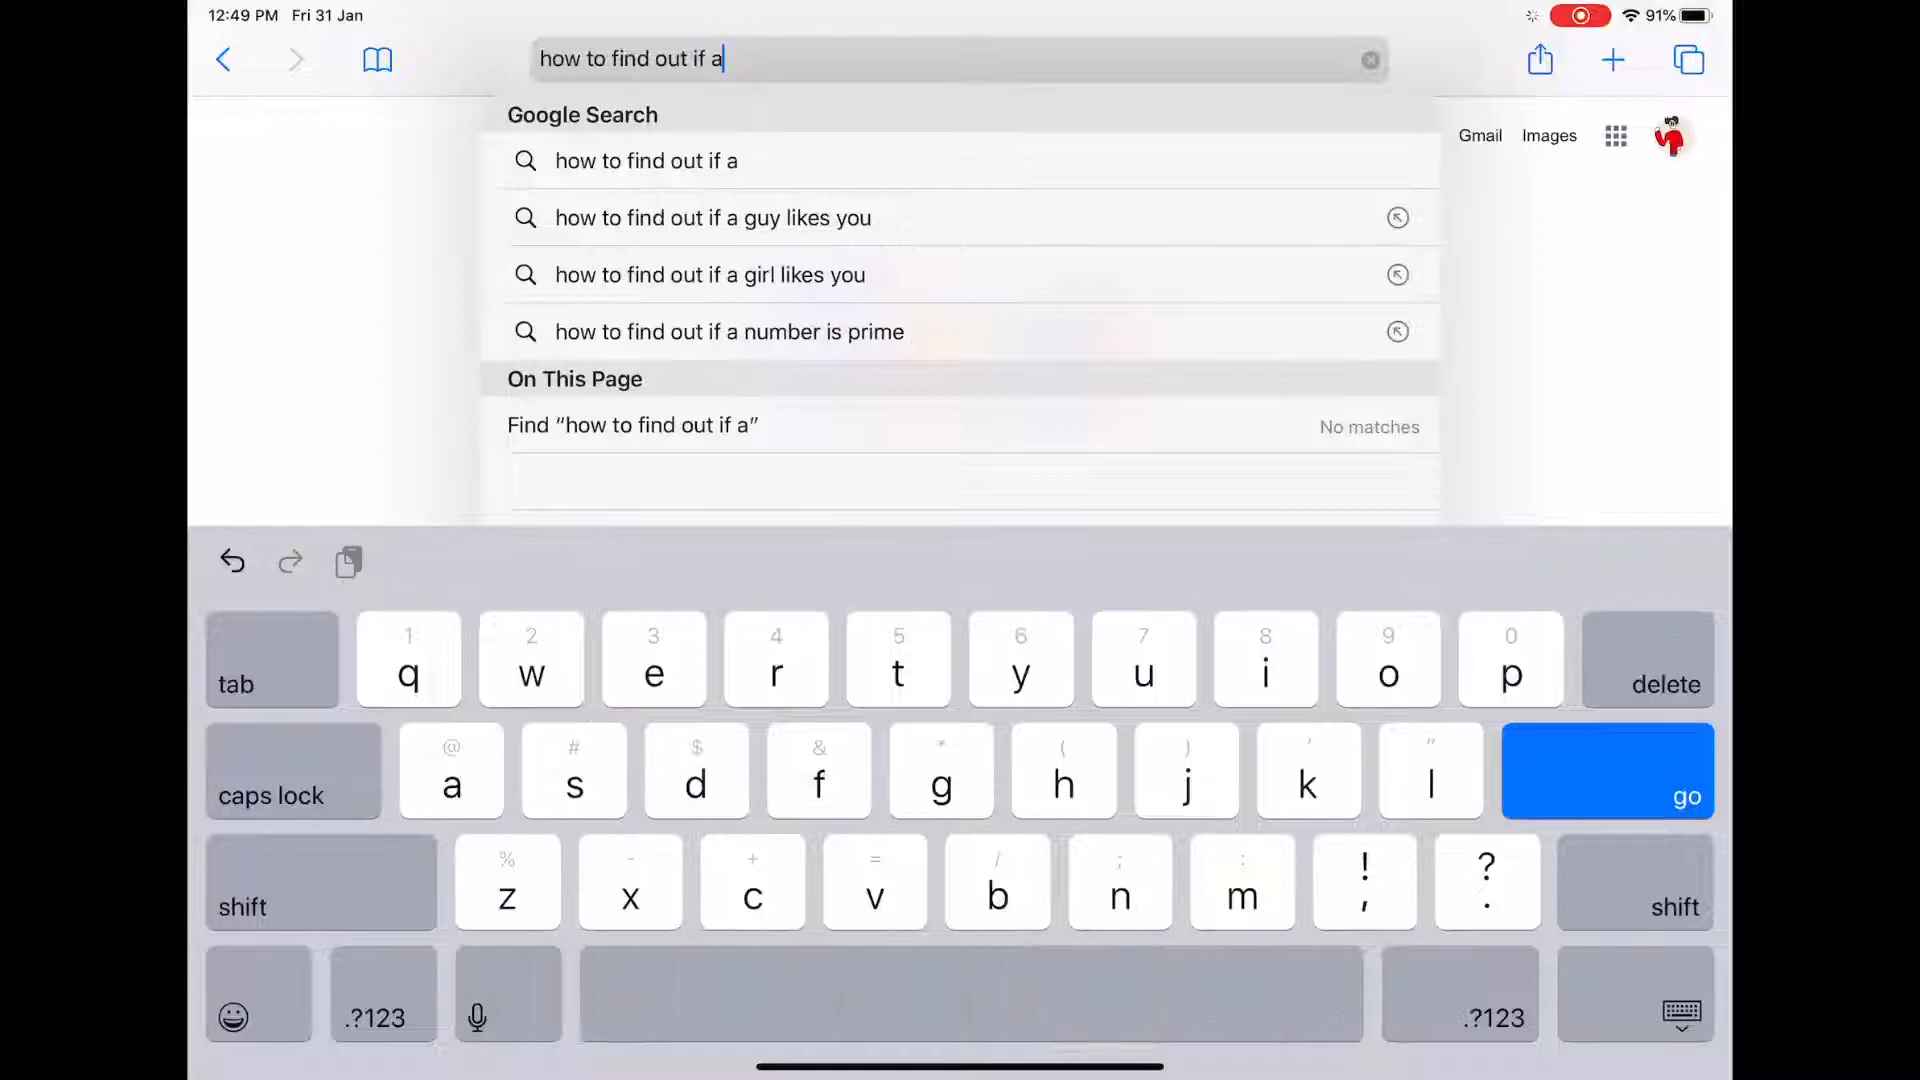 12:49 PM Fri 31 Jan
91%
how to find out if a
Google Search
how to find out if a
how to find out if a guy likes you
how to find out if a girl likes you
how to find out if a number is prime
On This Page
Find “how to find out if a”
No matches
Gmail Images
1 2 3 4 5 6 7 8 9 0
tab q w e r t y u i o p delete
@ # $ & * ( ) ' "
caps lock a s d f g h j k l go
% - + = / ; : ! ?
shift z x c v b n m , . shift
.?123 .?123